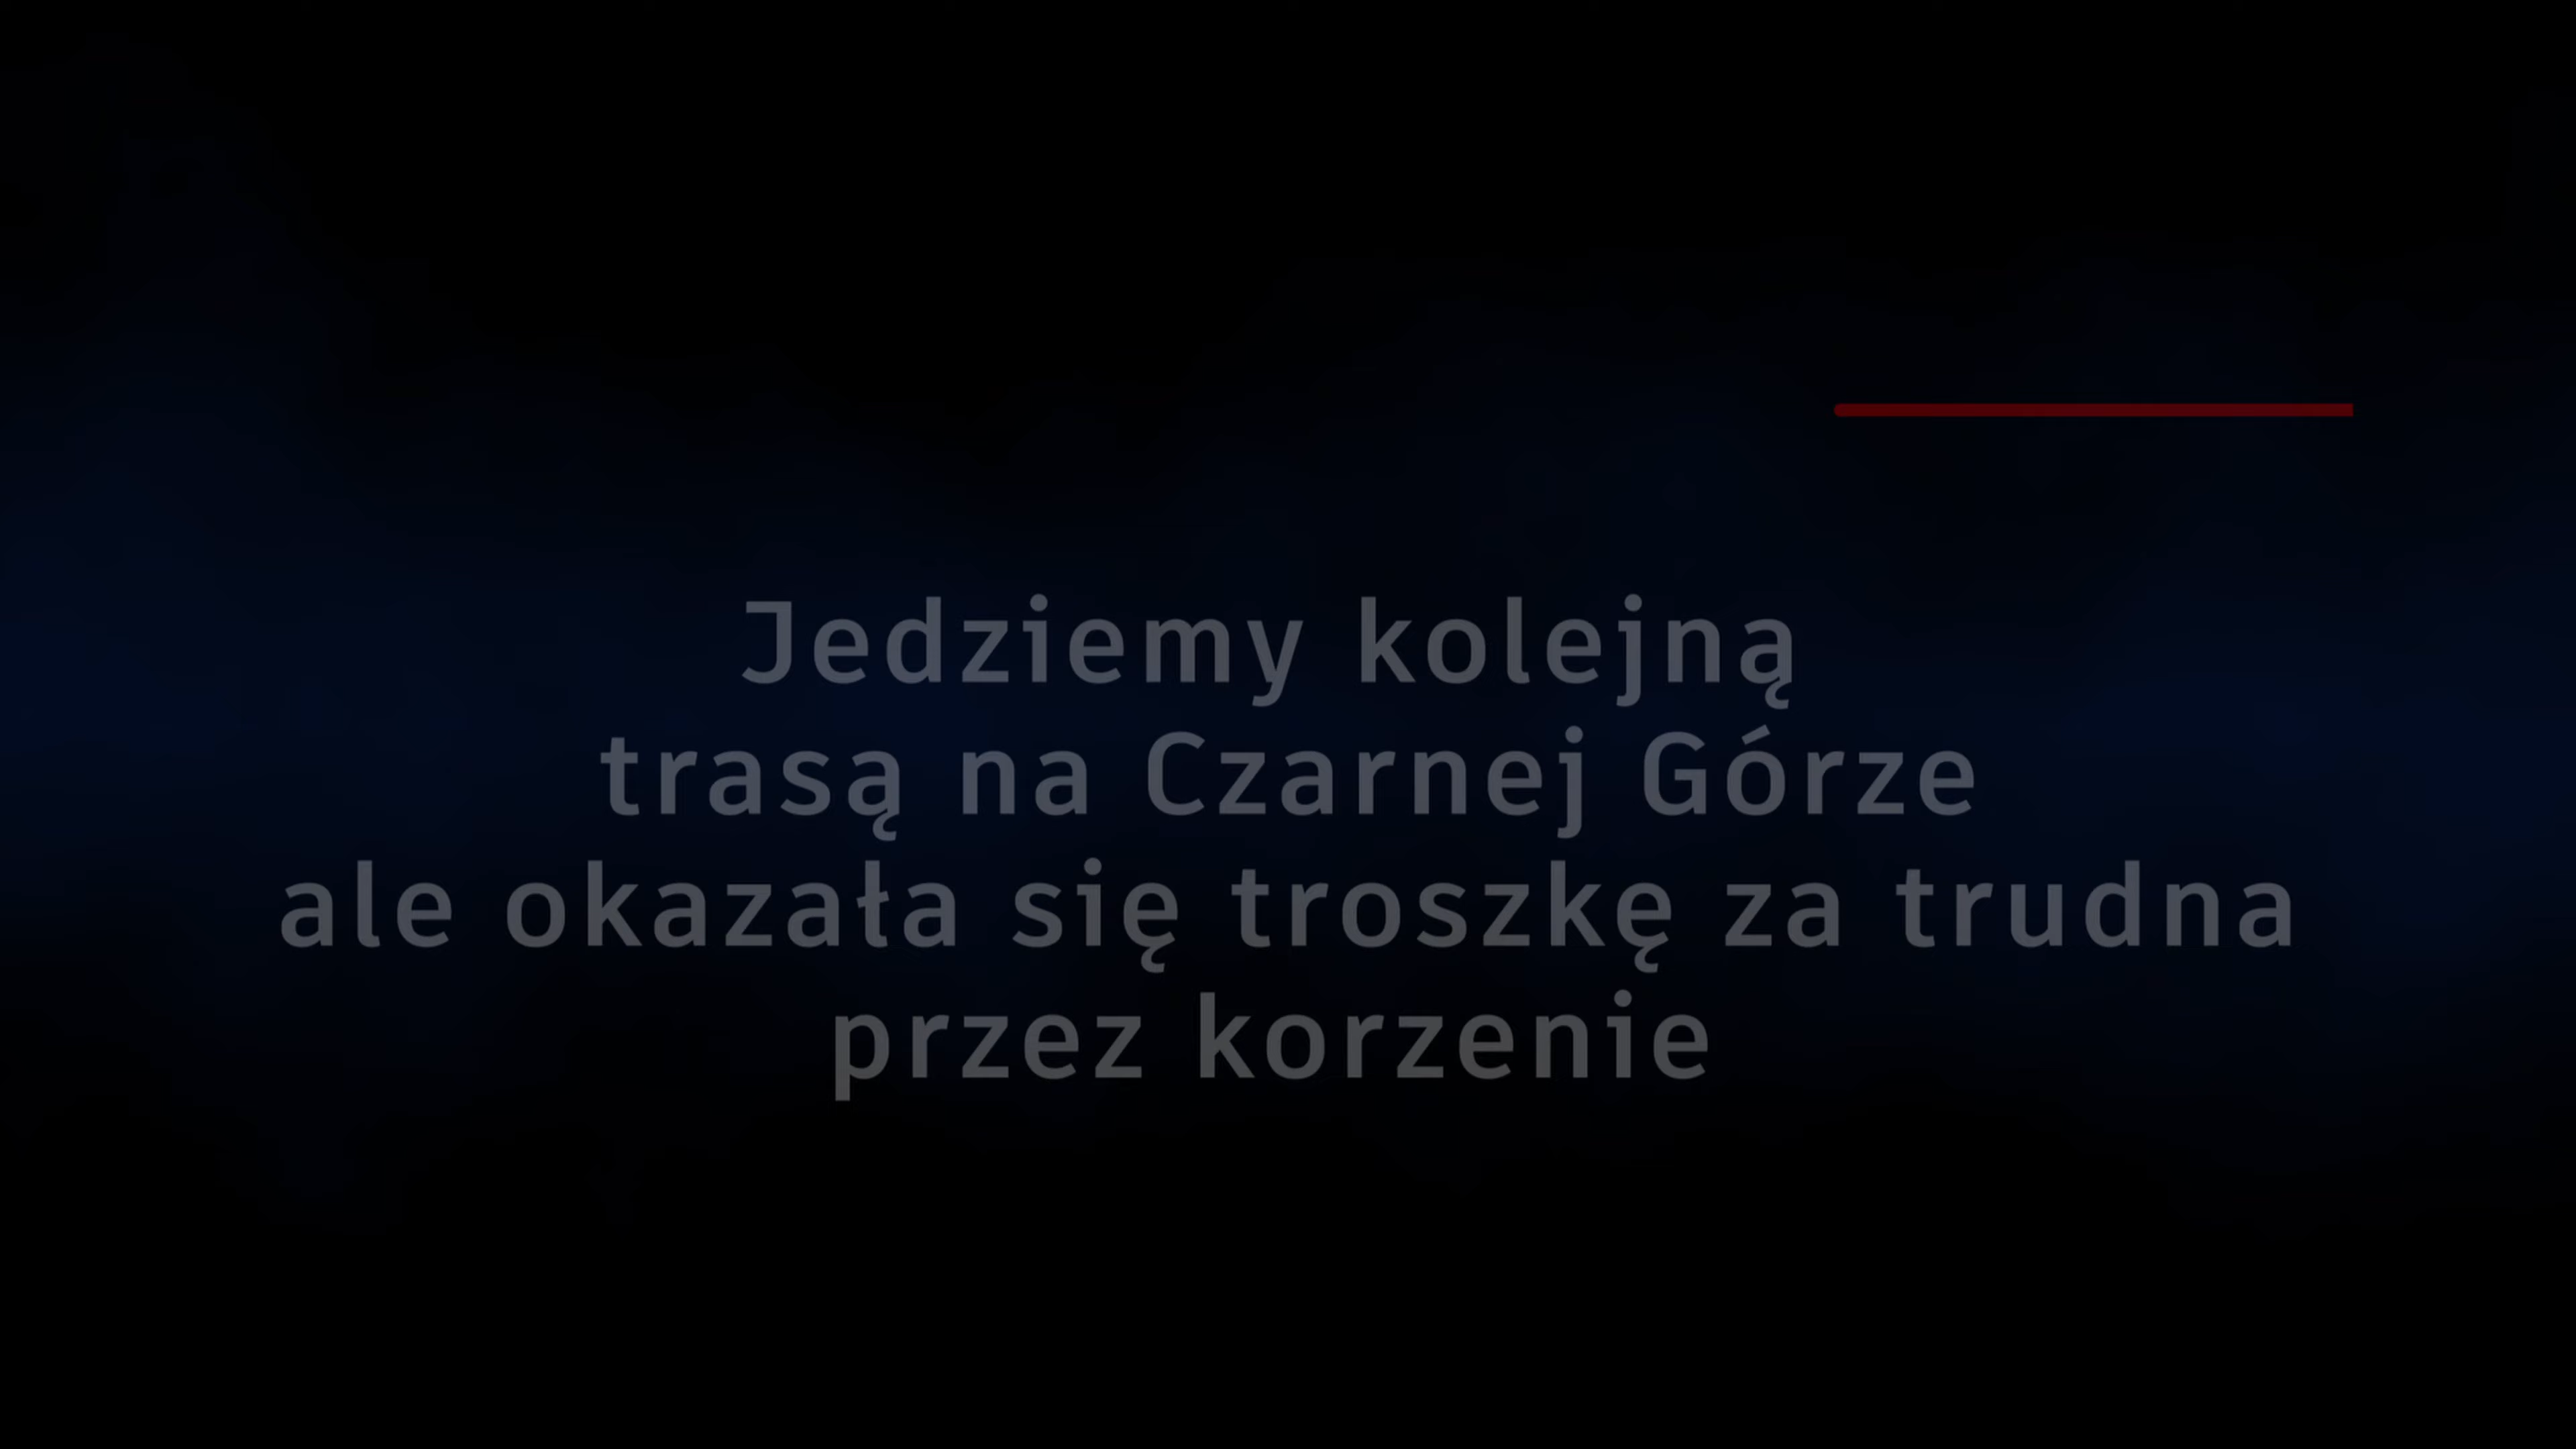 Jedziemy kolejną
trasą na Czarnej Górze
ale okazała się troszkę za trudna
przez korzenie